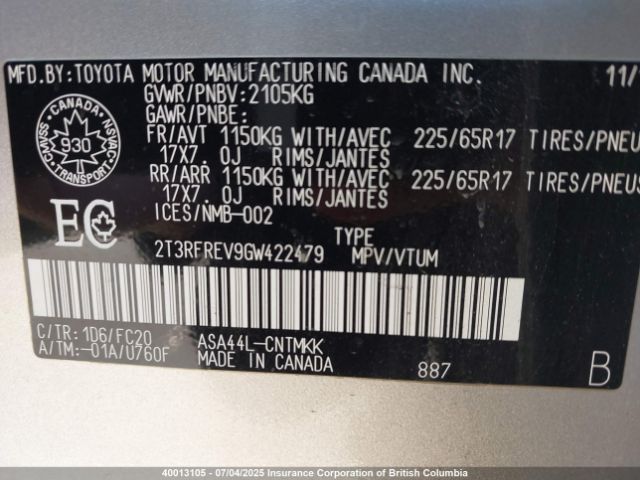 MFD.BY:TOYOTA MOTOR MANUFACTURING CANADA INC. 11/
GVWR/PNBV:2105KG
GAWR/PNBE:
FR/AVT 1150KG WITH/AVEC 225/65R17 TIRES/PNEU
17X7.0J RIMS/JANTES
RR/ARR 1150KG WITH/AVEC 225/65R17 TIRES/PNEUS
17X7.0J RIMS/JANTES
ICES/NMB-002
CANADA
CMVSS NSVAC
930
TRANSPORT
EC
TYPE
2T3RFREV9GW422479 MPV/VTUM
C/TR:1D6/FC20 ASA44L-CNTMKK
A/TM:-01A/U760F MADE IN CANADA 887 B
40013105 - 07/04/2025 Insurance Corporation of British Columbia